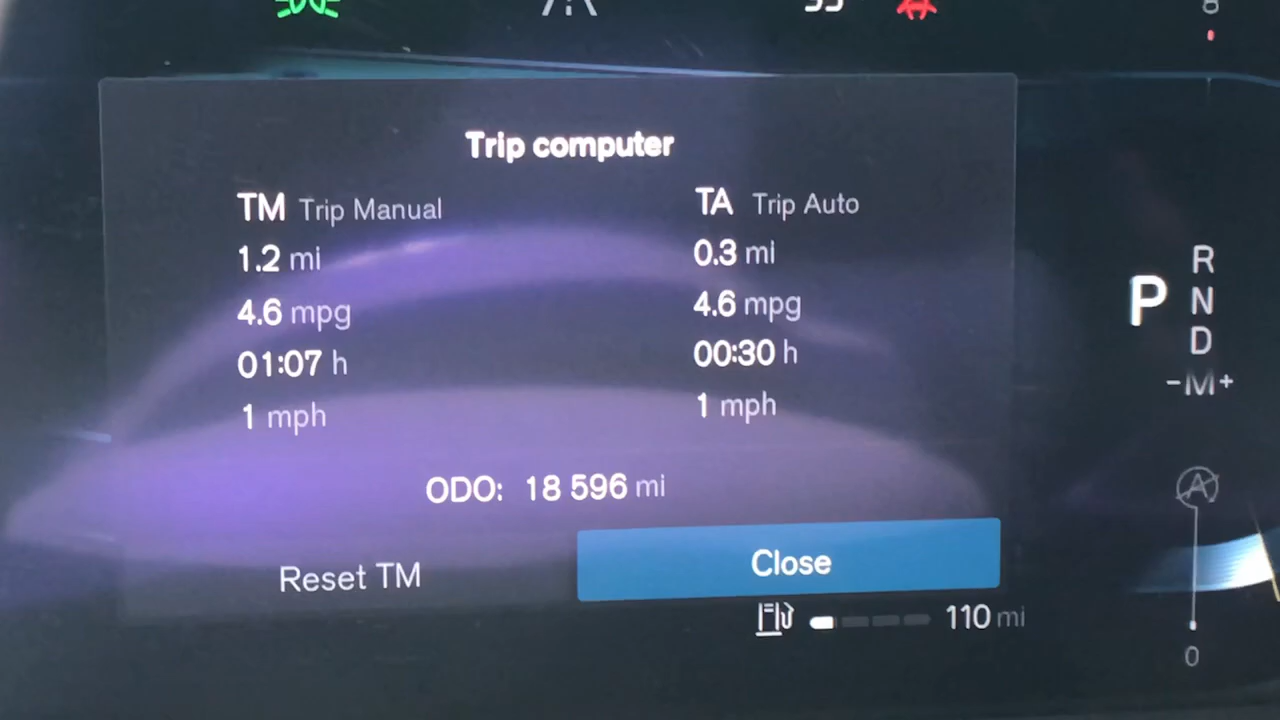 Trip computer
TM Trip Manual
1.2 mi
4.6 mpg
01:07 h
1 mph
TA Trip Auto
0.3 mi
4.6 mpg
00:30 h
1 mph
ODO: 18 596 mi
Reset TM
Close
110 mi
P
R
N
D
-M+
A
0